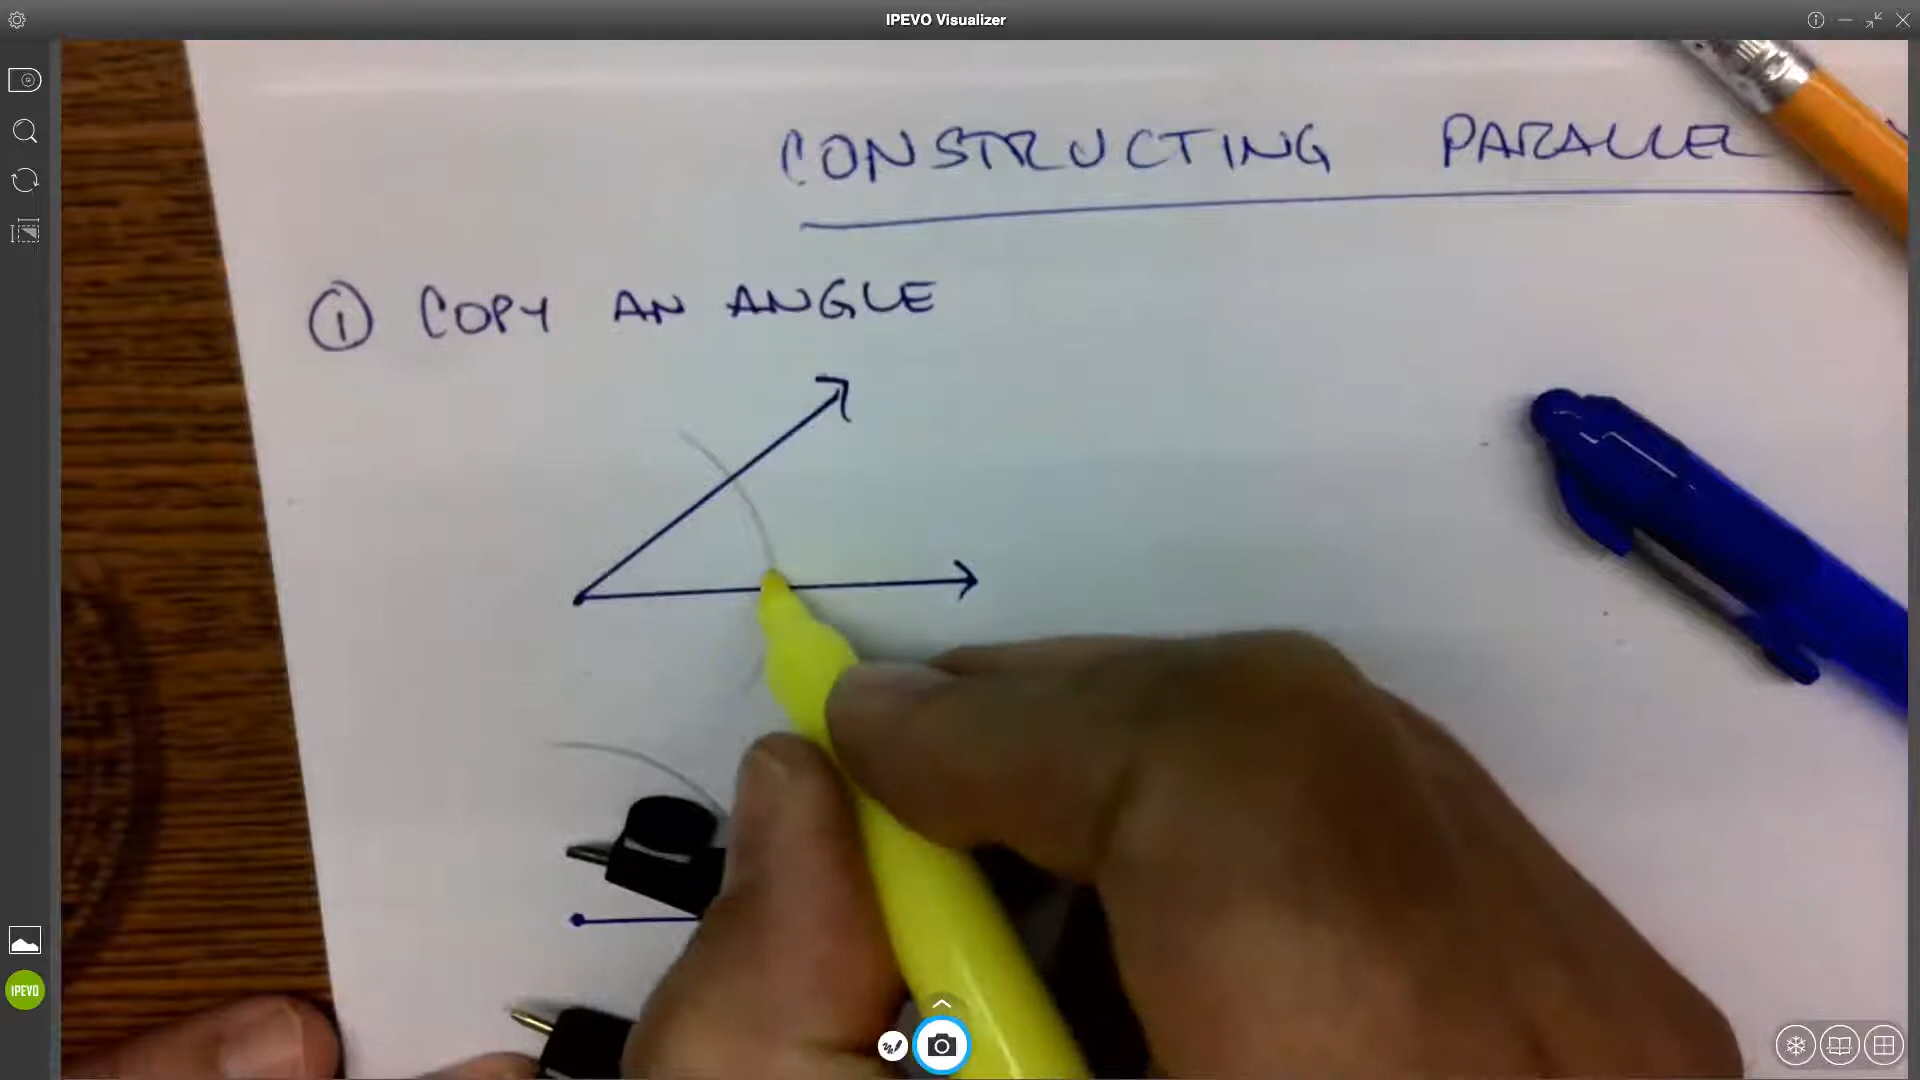 IPEVO Visualizer
CONSTRUCTING PARALLEL
① COPY AN ANGLE
IPEVO